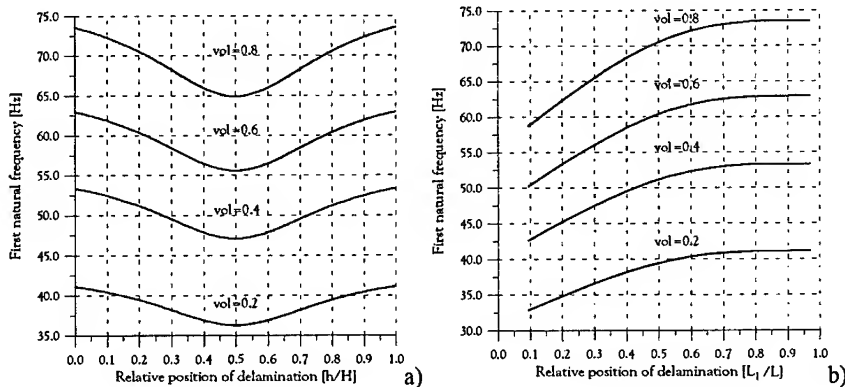 First natural frequency [Hz]
75.0
70.0
65.0
60.0
55.0
50.0
45.0
40.0
35.0
vol=0.8
vol=0.6
vol=0.4
vol=0.2
0.0 0.1 0.2 0.3 0.4 0.5 0.6 0.7 0.8 0.9 1.0
Relative position of delamination [h/H]
a)
First natural frequency [Hz]
75.0
70.0
65.0
60.0
55.0
50.0
45.0
40.0
35.0
30.0
vol=0.8
vol=0.6
vol=0.4
vol=0.2
0.0 0.1 0.2 0.3 0.4 0.5 0.6 0.7 0.8 0.9 1.0
Relative position of delamination [L₁/L]
b)